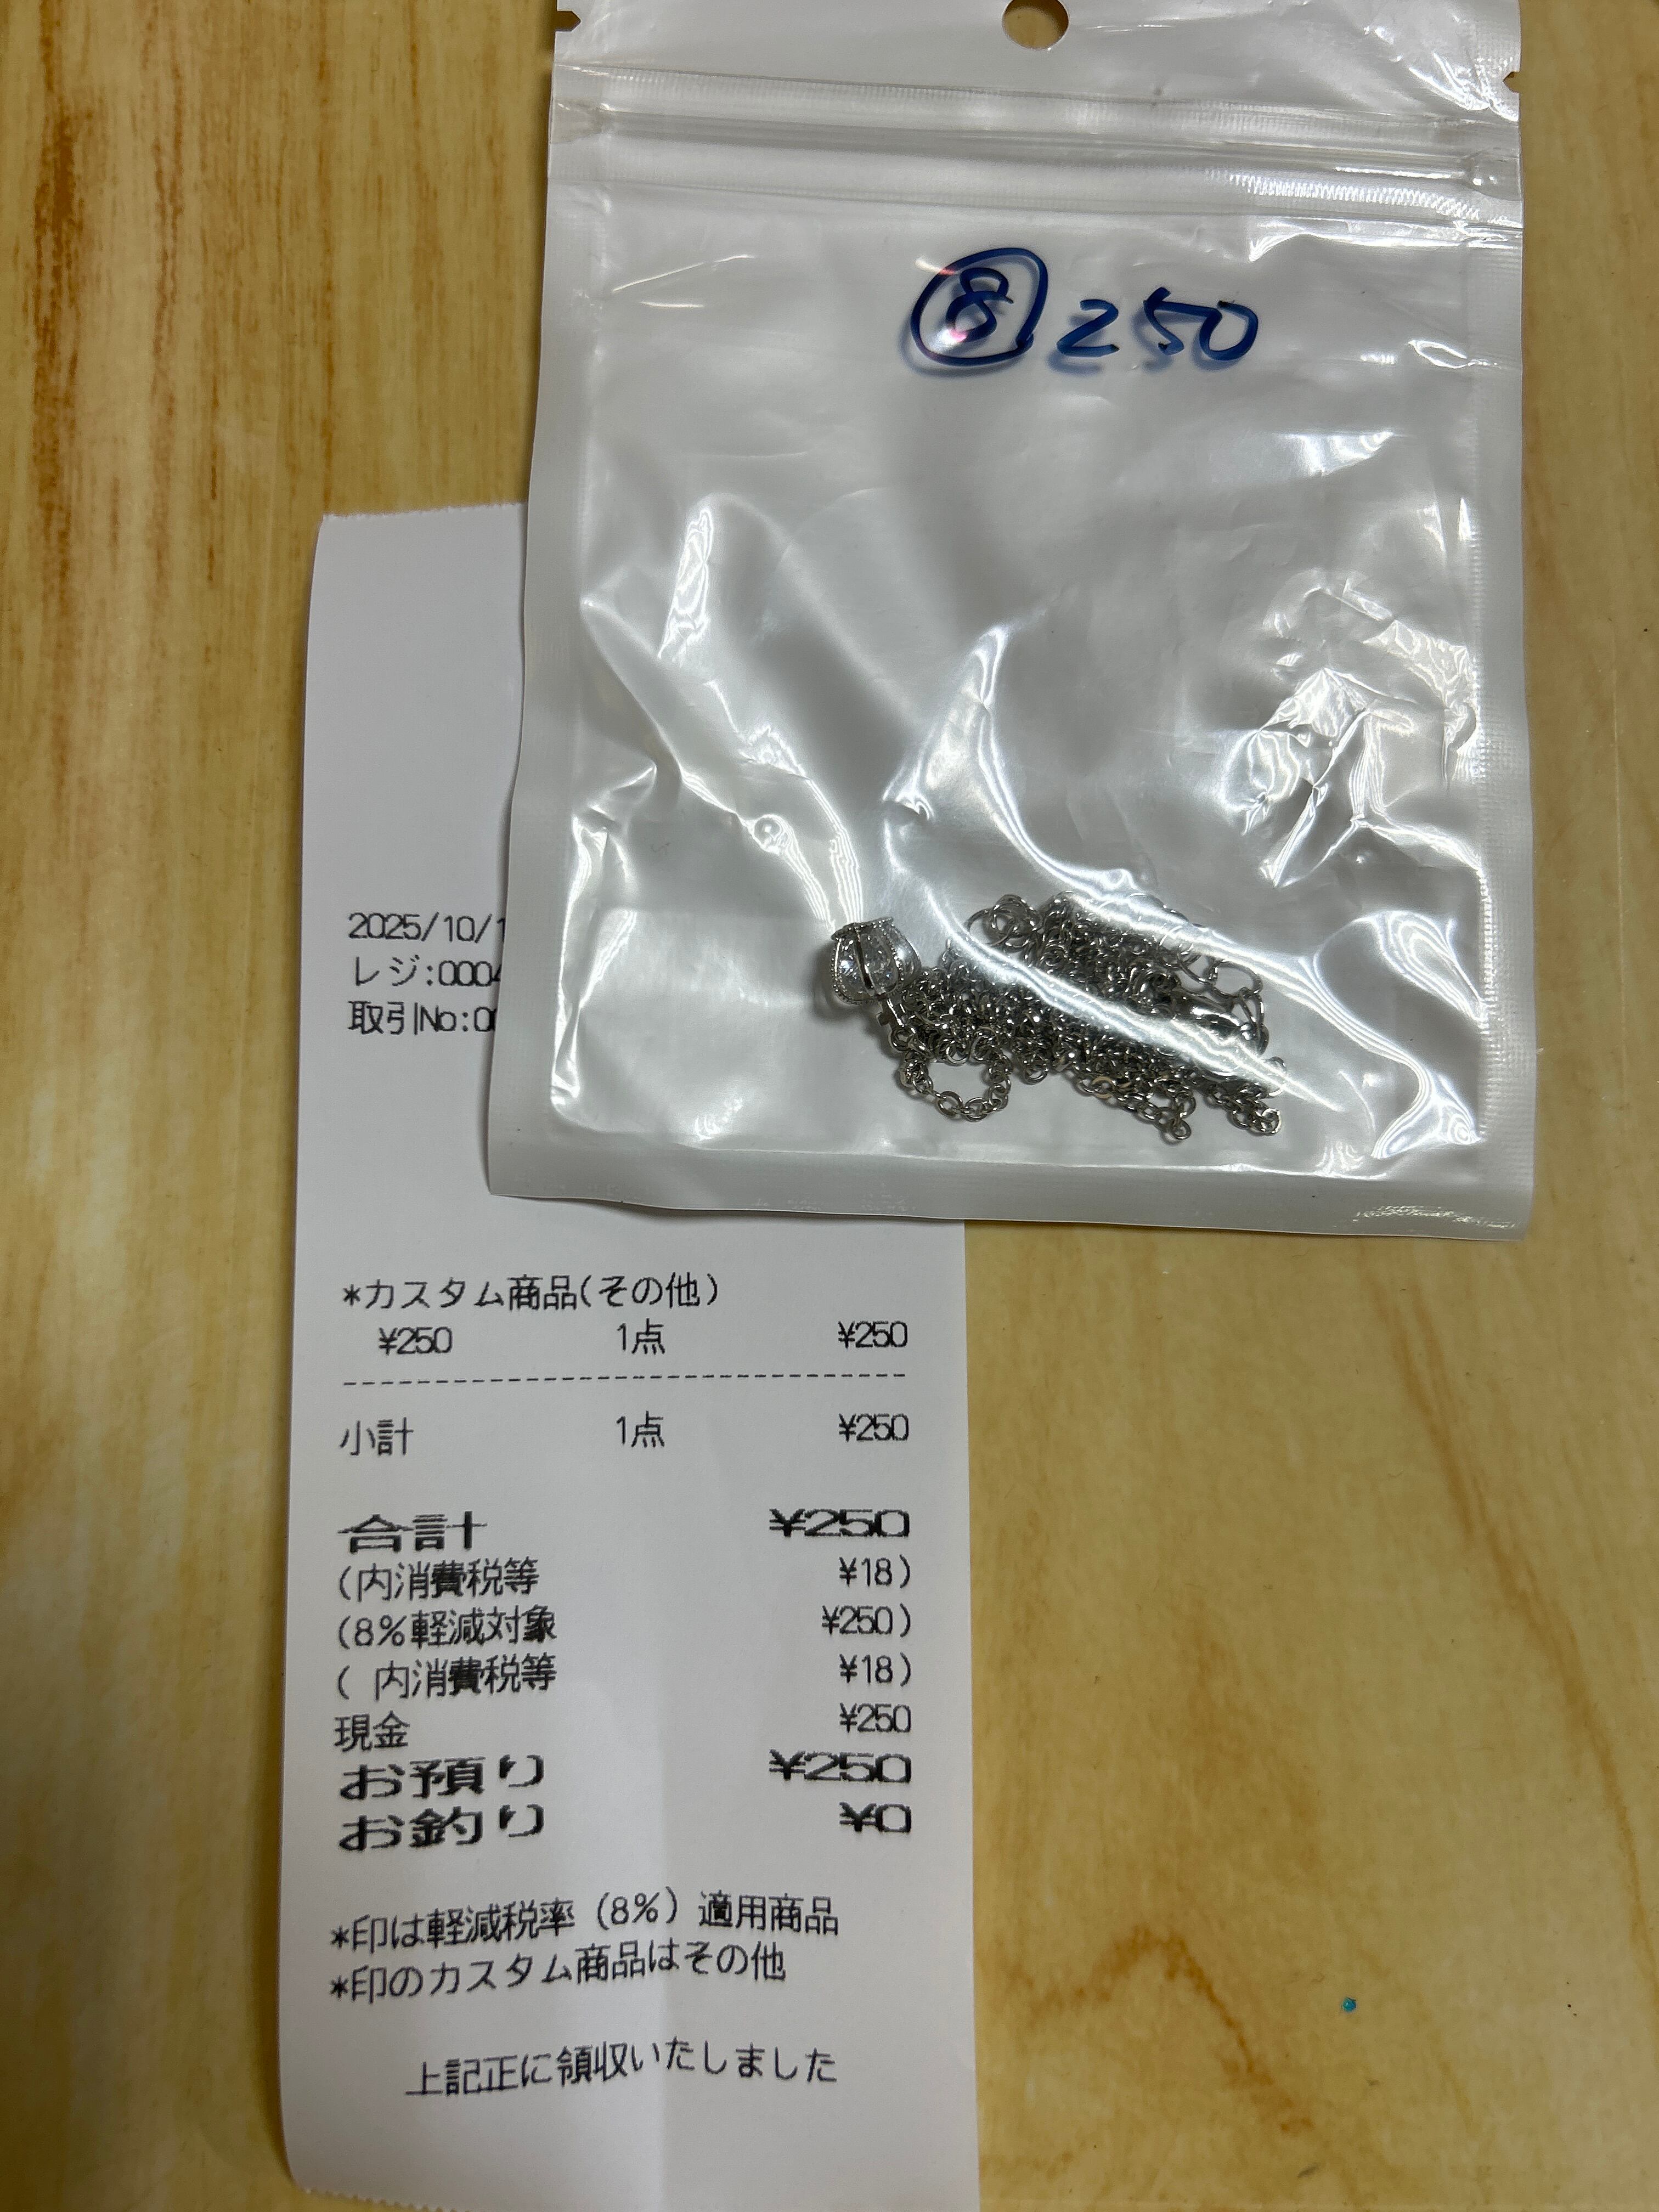 ⑧ 250
2025/10/1
レジ:000
取引No:0
*カスタム商品(その他)
¥250 1点 ¥250
小計 1点 ¥250
合計 ¥250
(内消費税等 ¥18)
(8%軽減対象 ¥250)
( 内消費税等 ¥18)
現金 ¥250
お預り ¥250
お釣り ¥0
*印は軽減税率(8%)適用商品
*印のカスタム商品はその他
上記正に領収いたしました